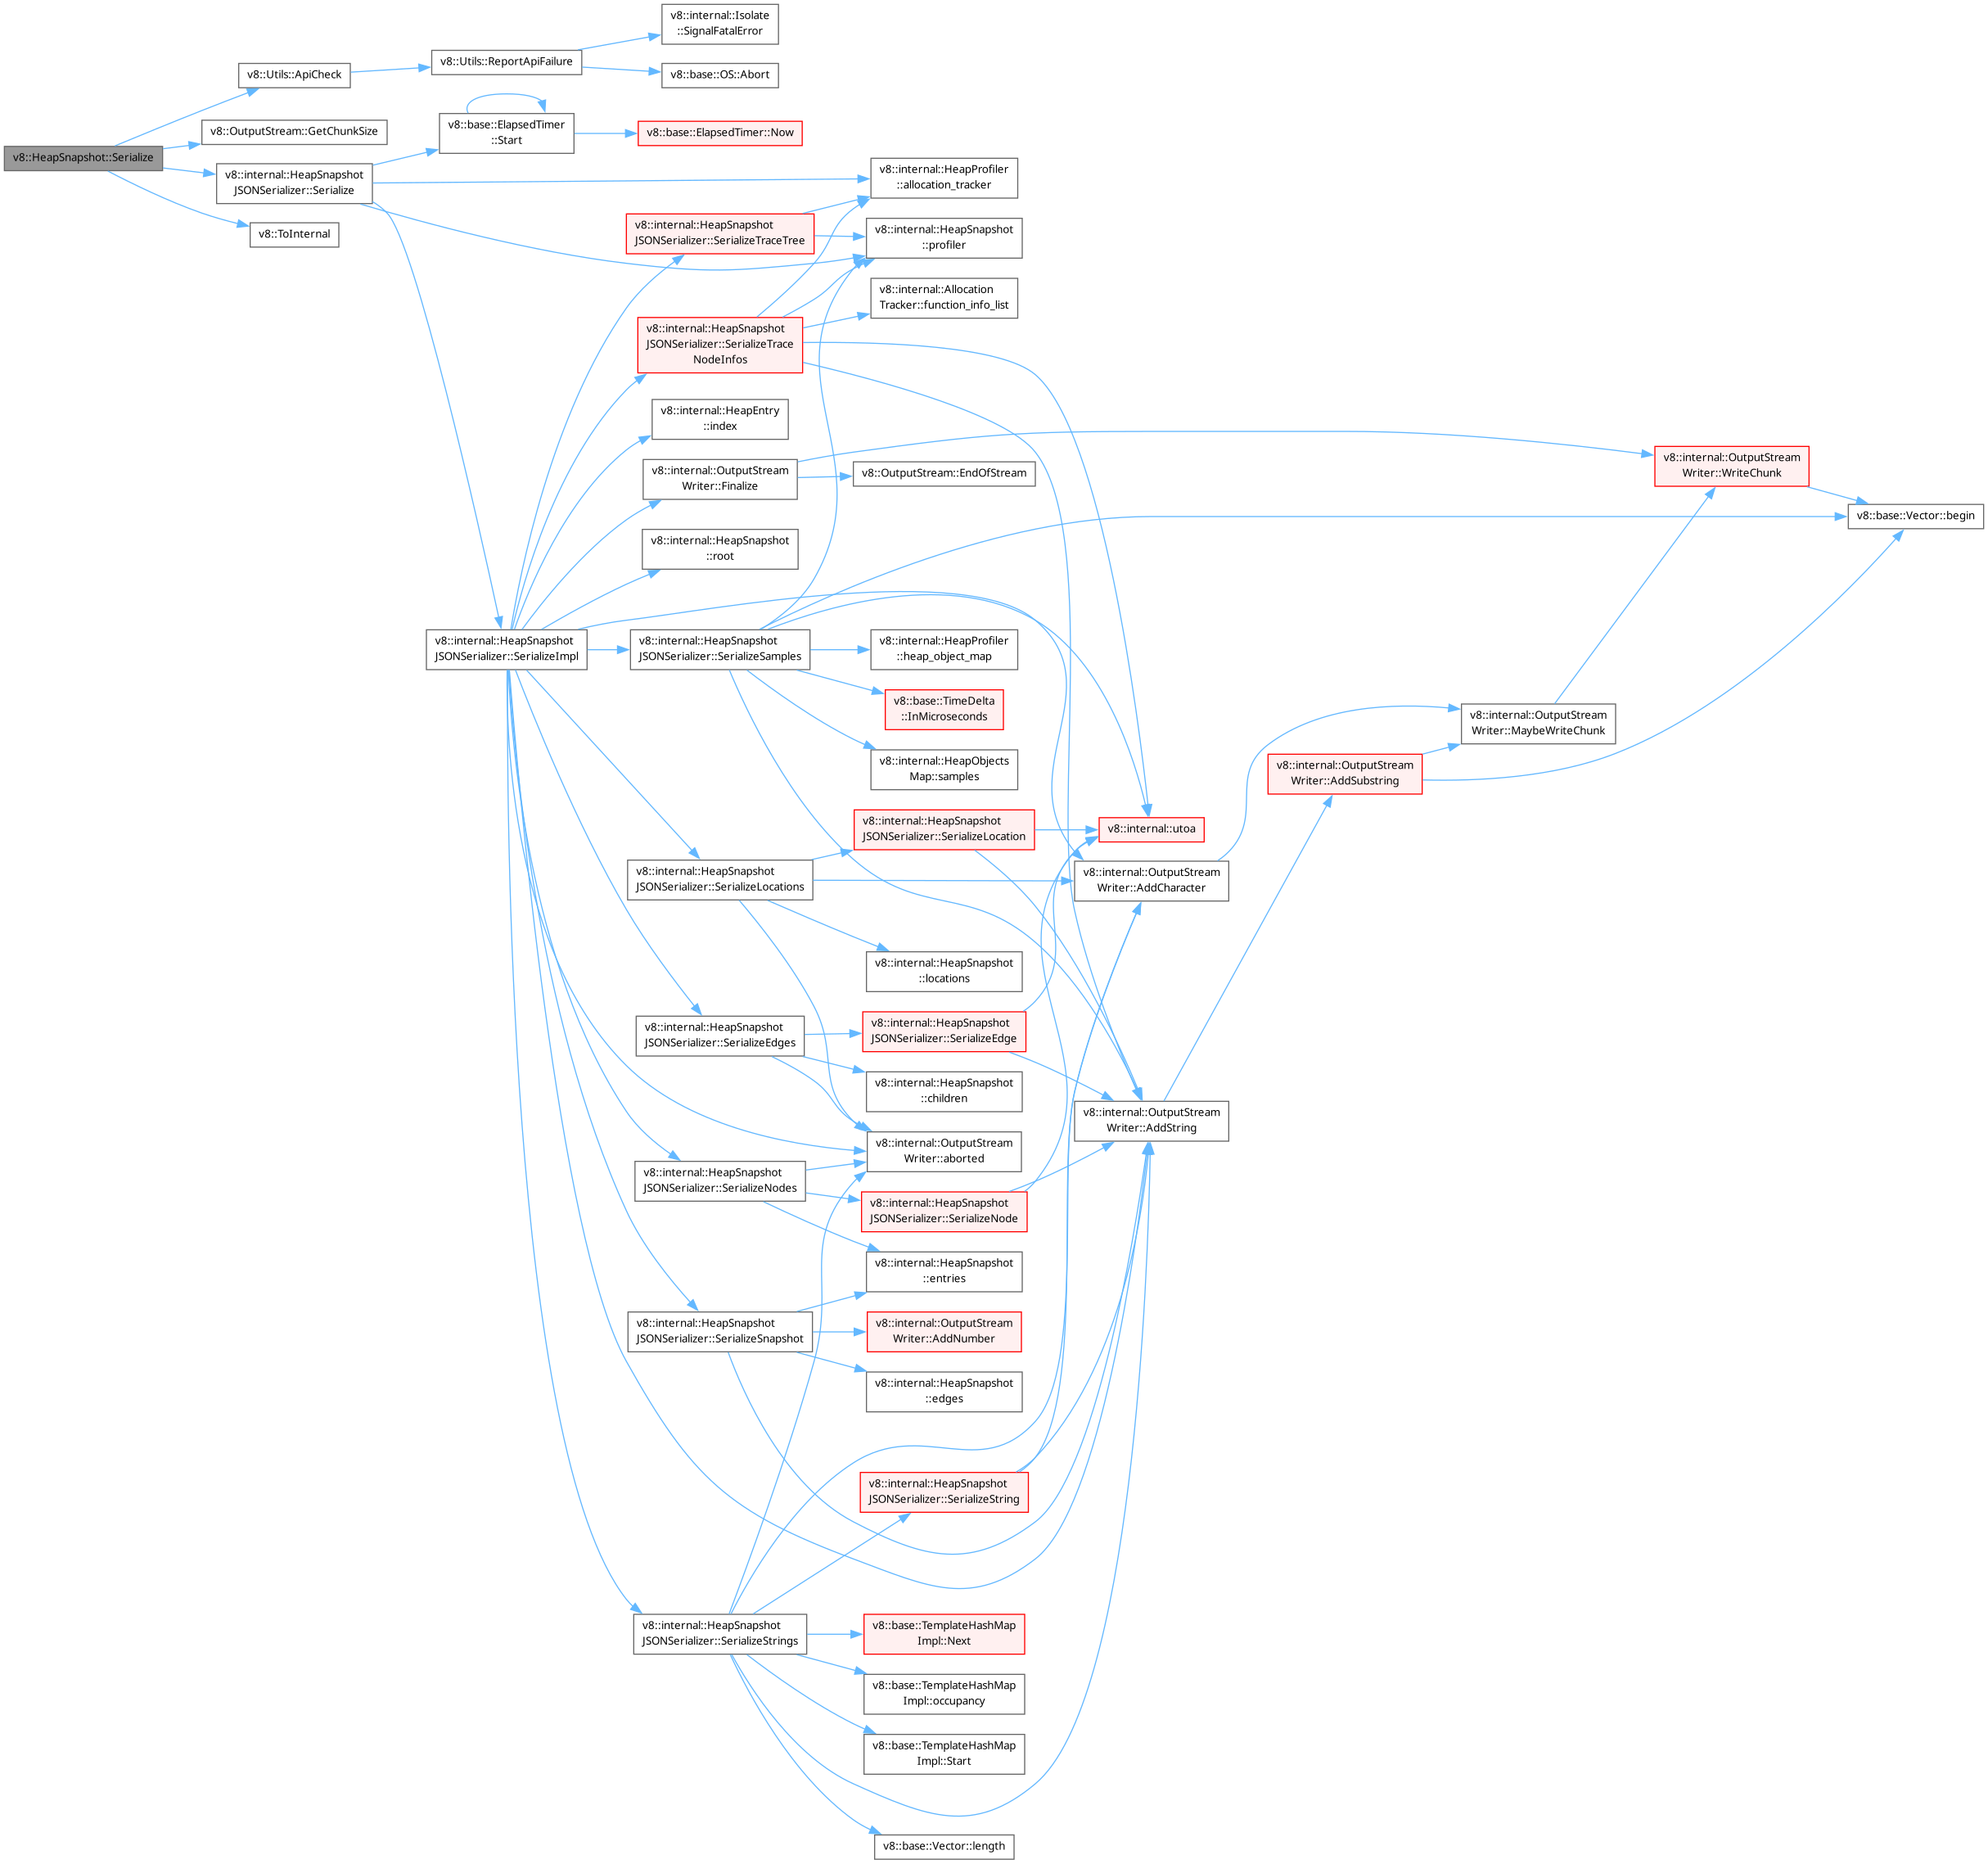 v8::HeapSnapshot::Serialize
v8::Utils::ApiCheck
v8::OutputStream::GetChunkSize
v8::internal::HeapSnapshot
JSONSerializer::Serialize
v8::ToInternal
v8::Utils::ReportApiFailure
v8::base::ElapsedTimer
::Start
v8::internal::HeapSnapshot
JSONSerializer::SerializeImpl
v8::internal::Isolate
::SignalFatalError
v8::base::OS::Abort
v8::base::ElapsedTimer::Now
v8::internal::HeapSnapshot
JSONSerializer::SerializeTraceTree
v8::internal::HeapSnapshot
JSONSerializer::SerializeTrace
NodeInfos
v8::internal::HeapEntry
::index
v8::internal::OutputStream
Writer::Finalize
v8::internal::HeapSnapshot
::root
v8::internal::HeapSnapshot
JSONSerializer::SerializeSamples
v8::internal::HeapSnapshot
JSONSerializer::SerializeLocations
v8::internal::HeapSnapshot
JSONSerializer::SerializeEdges
v8::internal::HeapSnapshot
JSONSerializer::SerializeNodes
v8::internal::HeapSnapshot
JSONSerializer::SerializeSnapshot
v8::internal::HeapSnapshot
JSONSerializer::SerializeStrings
v8::internal::HeapProfiler
::allocation_tracker
v8::internal::HeapSnapshot
::profiler
v8::internal::Allocation
Tracker::function_info_list
v8::OutputStream::EndOfStream
v8::internal::HeapProfiler
::heap_object_map
v8::base::TimeDelta
::InMicroseconds
v8::internal::HeapObjects
Map::samples
v8::internal::HeapSnapshot
JSONSerializer::SerializeLocation
v8::internal::HeapSnapshot
::locations
v8::internal::HeapSnapshot
JSONSerializer::SerializeEdge
v8::internal::HeapSnapshot
::children
v8::internal::OutputStream
Writer::aborted
v8::internal::HeapSnapshot
JSONSerializer::SerializeNode
v8::internal::HeapSnapshot
::entries
v8::internal::OutputStream
Writer::AddNumber
v8::internal::HeapSnapshot
::edges
v8::internal::HeapSnapshot
JSONSerializer::SerializeString
v8::base::TemplateHashMap
Impl::Next
v8::base::TemplateHashMap
Impl::occupancy
v8::base::TemplateHashMap
Impl::Start
v8::base::Vector::length
v8::internal::utoa
v8::internal::OutputStream
Writer::AddCharacter
v8::internal::OutputStream
Writer::AddString
v8::internal::OutputStream
Writer::AddSubstring
v8::internal::OutputStream
Writer::MaybeWriteChunk
v8::internal::OutputStream
Writer::WriteChunk
v8::base::Vector::begin